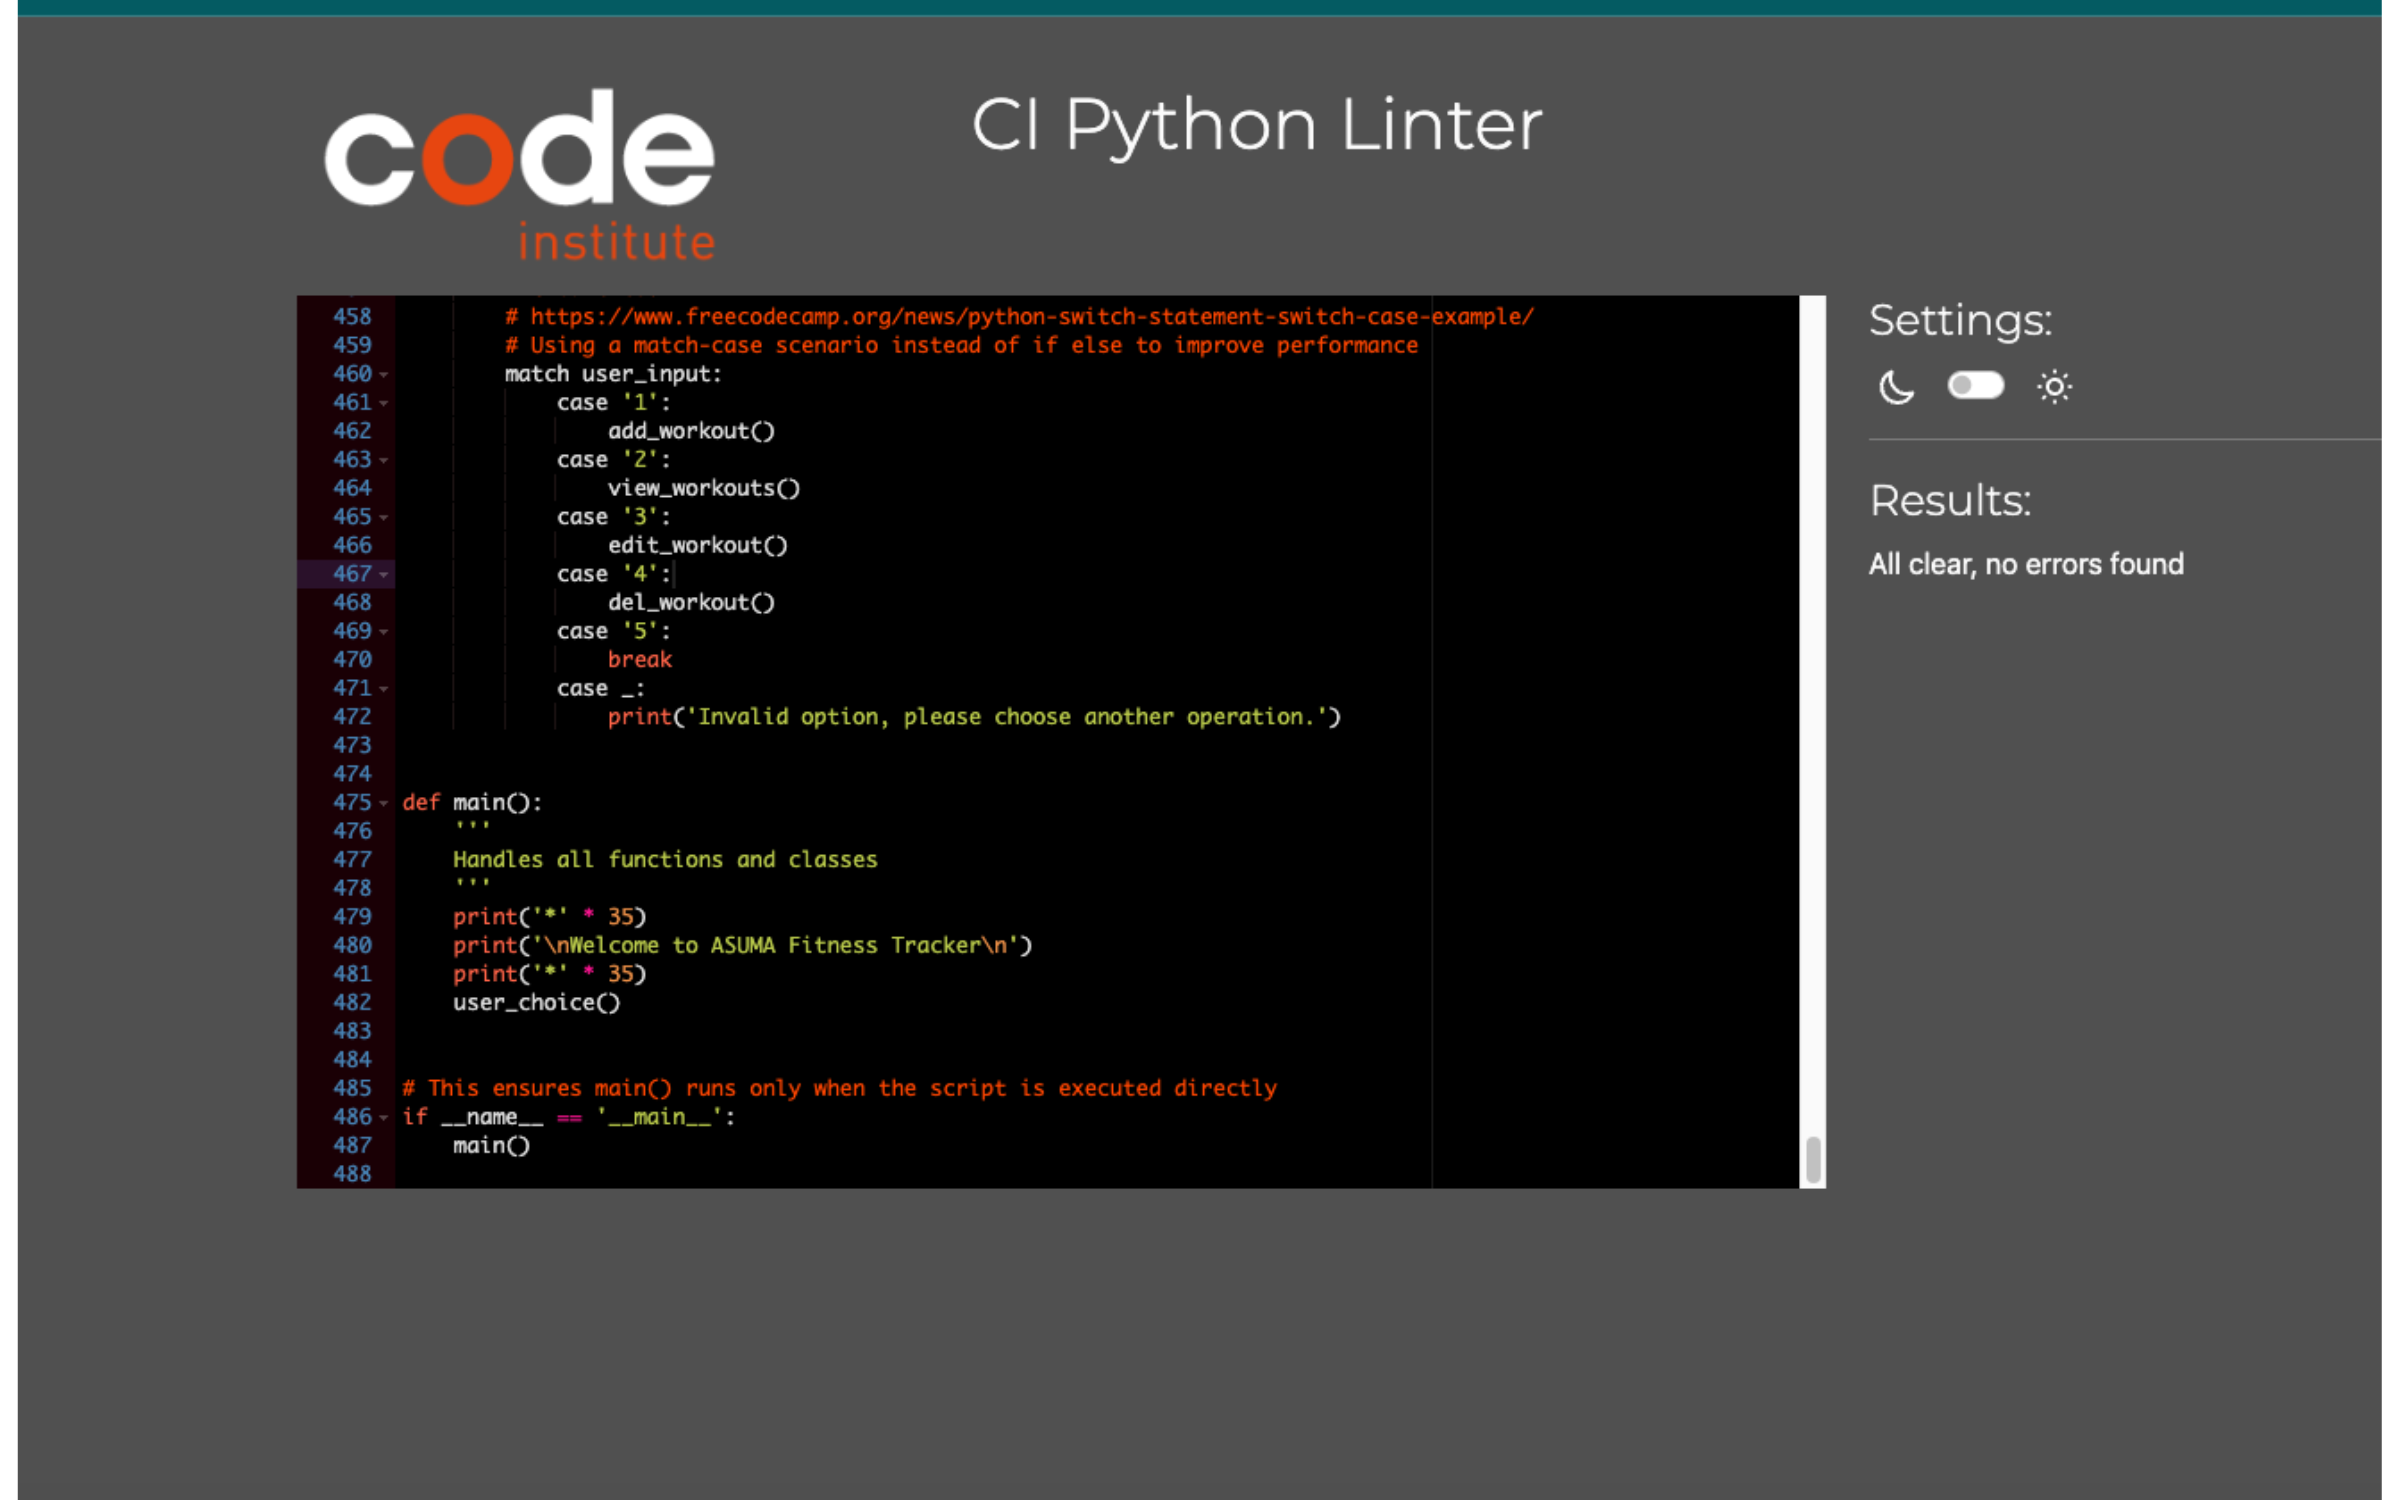 code
institute
CI Python Linter
458 # https://www.freecodecamp.org/news/python-switch-statement-switch-case-example/
459 # Using a match-case scenario instead of if else to improve performance
460 match user_input:
461 case '1':
462 add_workout()
463 case '2':
464 view_workouts()
465 case '3':
466 edit_workout()
467 case '4':
468 del_workout()
469 case '5':
470 break
471 case _:
472 print('Invalid option, please choose another operation.')
473
474
475 def main():
476 '''
477 Handles all functions and classes
478 '''
479 print('*' * 35)
480 print('\nWelcome to ASUMA Fitness Tracker\n')
481 print('*' * 35)
482 user_choice()
483
484
485 # This ensures main() runs only when the script is executed directly
486 if __name__ == '__main__':
487 main()
488
Settings:
Results:
All clear, no errors found